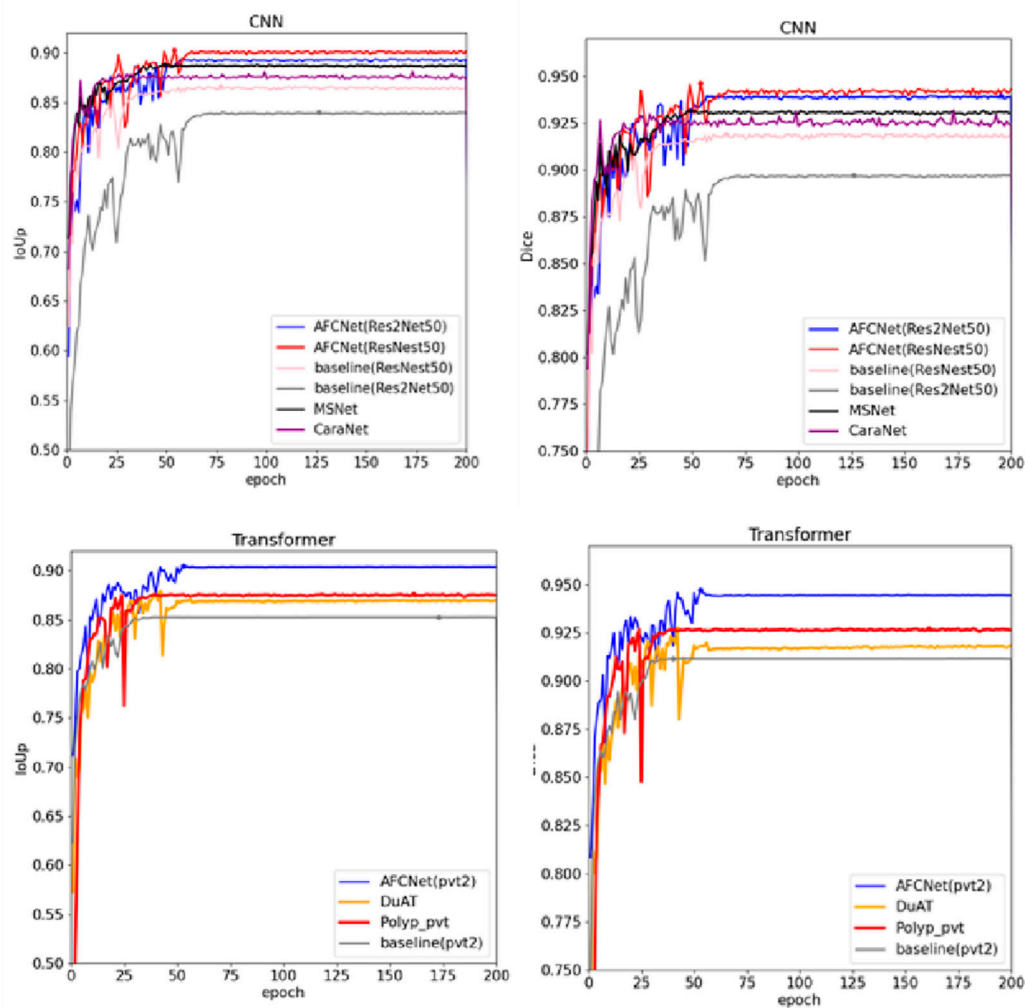 CNN
IoUp
0.90
0.85
0.80
0.75
0.70
0.65
0.60
0.55
0.50
0 25 50 75 100 125 150 175 200
epoch
AFCNet(Res2Net50)
AFCNet(ResNest50)
baseline(ResNest50)
baseline(Res2Net50)
MSNet
CaraNet
CNN
Dice
0.950
0.925
0.900
0.875
0.850
0.825
0.800
0.775
0.750
0 25 50 75 100 125 150 175 200
epoch
AFCNet(Res2Net50)
AFCNet(ResNest50)
baseline(ResNest50)
baseline(Res2Net50)
MSNet
CaraNet
Transformer
IoUp
0.90
0.85
0.80
0.75
0.70
0.65
0.60
0.55
0.50
0 25 50 75 100 125 150 175 200
epoch
AFCNet(pvt2)
DuAT
Polyp_pvt
baseline(pvt2)
Transformer
0.950
0.925
0.900
0.875
0.850
0.825
0.800
0.775
0.750
0 25 50 75 100 125 150 175 200
epoch
AFCNet(pvt2)
DuAT
Polyp_pvt
baseline(pvt2)